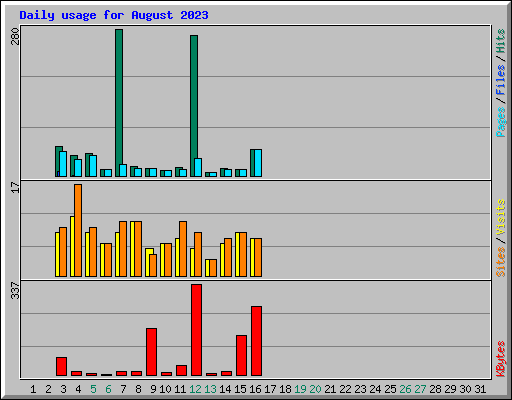 Daily usage for August 2023
280
Pages / Files / Hits
17
Sites / Visits
337
KBytes
1 2 3 4 5 6 7 8 9 10 11 12 13 14 15 16 17 18 19 20 21 22 23 24 25 26 27 28 29 30 31